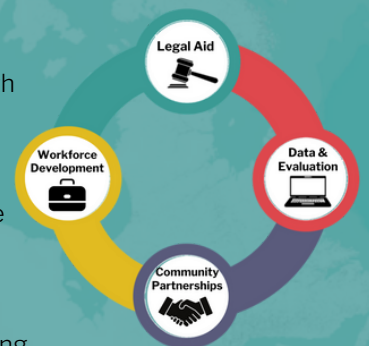 Legal Aid
Workforce
Development
Data &
Evaluation
Community
Partnerships